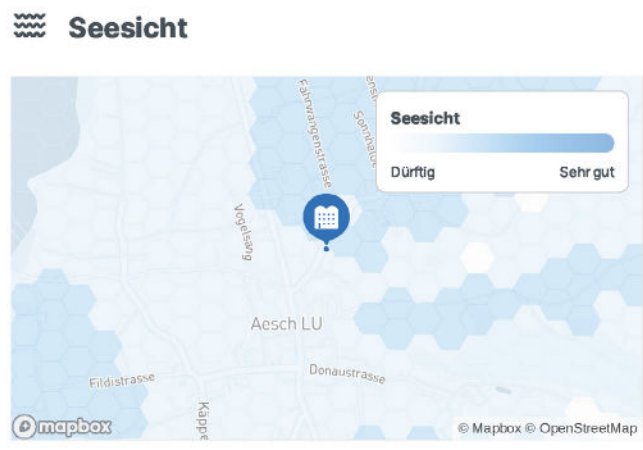 Seesicht
Seesicht
Dürftig
Sehr gut
Fahrwangenstrasse
Vogelsang
Aesch LU
Donaustrasse
Fildistrasse
mapbox
© Mapbox © OpenStreetMap